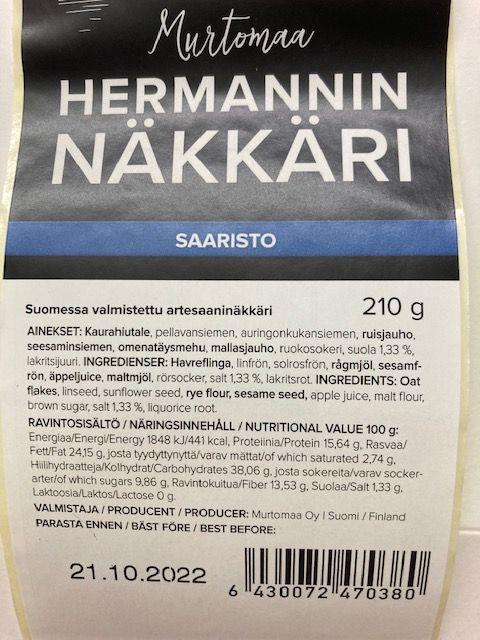 Murtomaa
HERMANNIN
NÄKKÄRI
SAARISTO
Suomessa valmistettu artesaaninäkkäri 210 g
AINEKSET: Kaurahiutale, pellavansiemen, auringonkukansiemen, ruisjauho,
seesaminsiemen, omenatäysmehu, mallasjauho, ruokosokeri, suola 1,33 %,
lakritsijuuri. INGREDIENSER: Havreflinga, linfrön, solrosfrön, rågmjöl, sesamf-
rön, äppeljuice, maltmjöl, rörsocker, salt 1,33 %, lakritsrot. INGREDIENTS: Oat
flakes, linseed, sunflower seed, rye flour, sesame seed, apple juice, malt flour,
brown sugar, salt 1,33 %, liquorice root.
RAVINTOSISÄLTÖ / NÄRINGSINNEHÅLL / NUTRITIONAL VALUE 100 g:
Energiaa/Energi/Energy 1848 kJ/441 kcal, Proteiinia/Protein 15,64 g, Rasvaa/
Fett/Fat 24,15 g, josta tyydyttynyttä/varav mättat/of which saturated 2,74 g,
Hiilihydraatteja/Kolhydrat/Carbohydrates 38,06 g, josta sokereita/varav socker-
arter/of which sugars 9,86 g, Ravintokuitua/Fiber 13,53 g, Suolaa/Salt 1,33 g,
Laktoosia/Laktos/Lactose 0 g.
VALMISTAJA / PRODUCENT / PRODUCER: Murtomaa Oy | Suomi / Finland
PARASTA ENNEN / BÄST FÖRE / BEST BEFORE:
21.10.2022
6 430072 470380